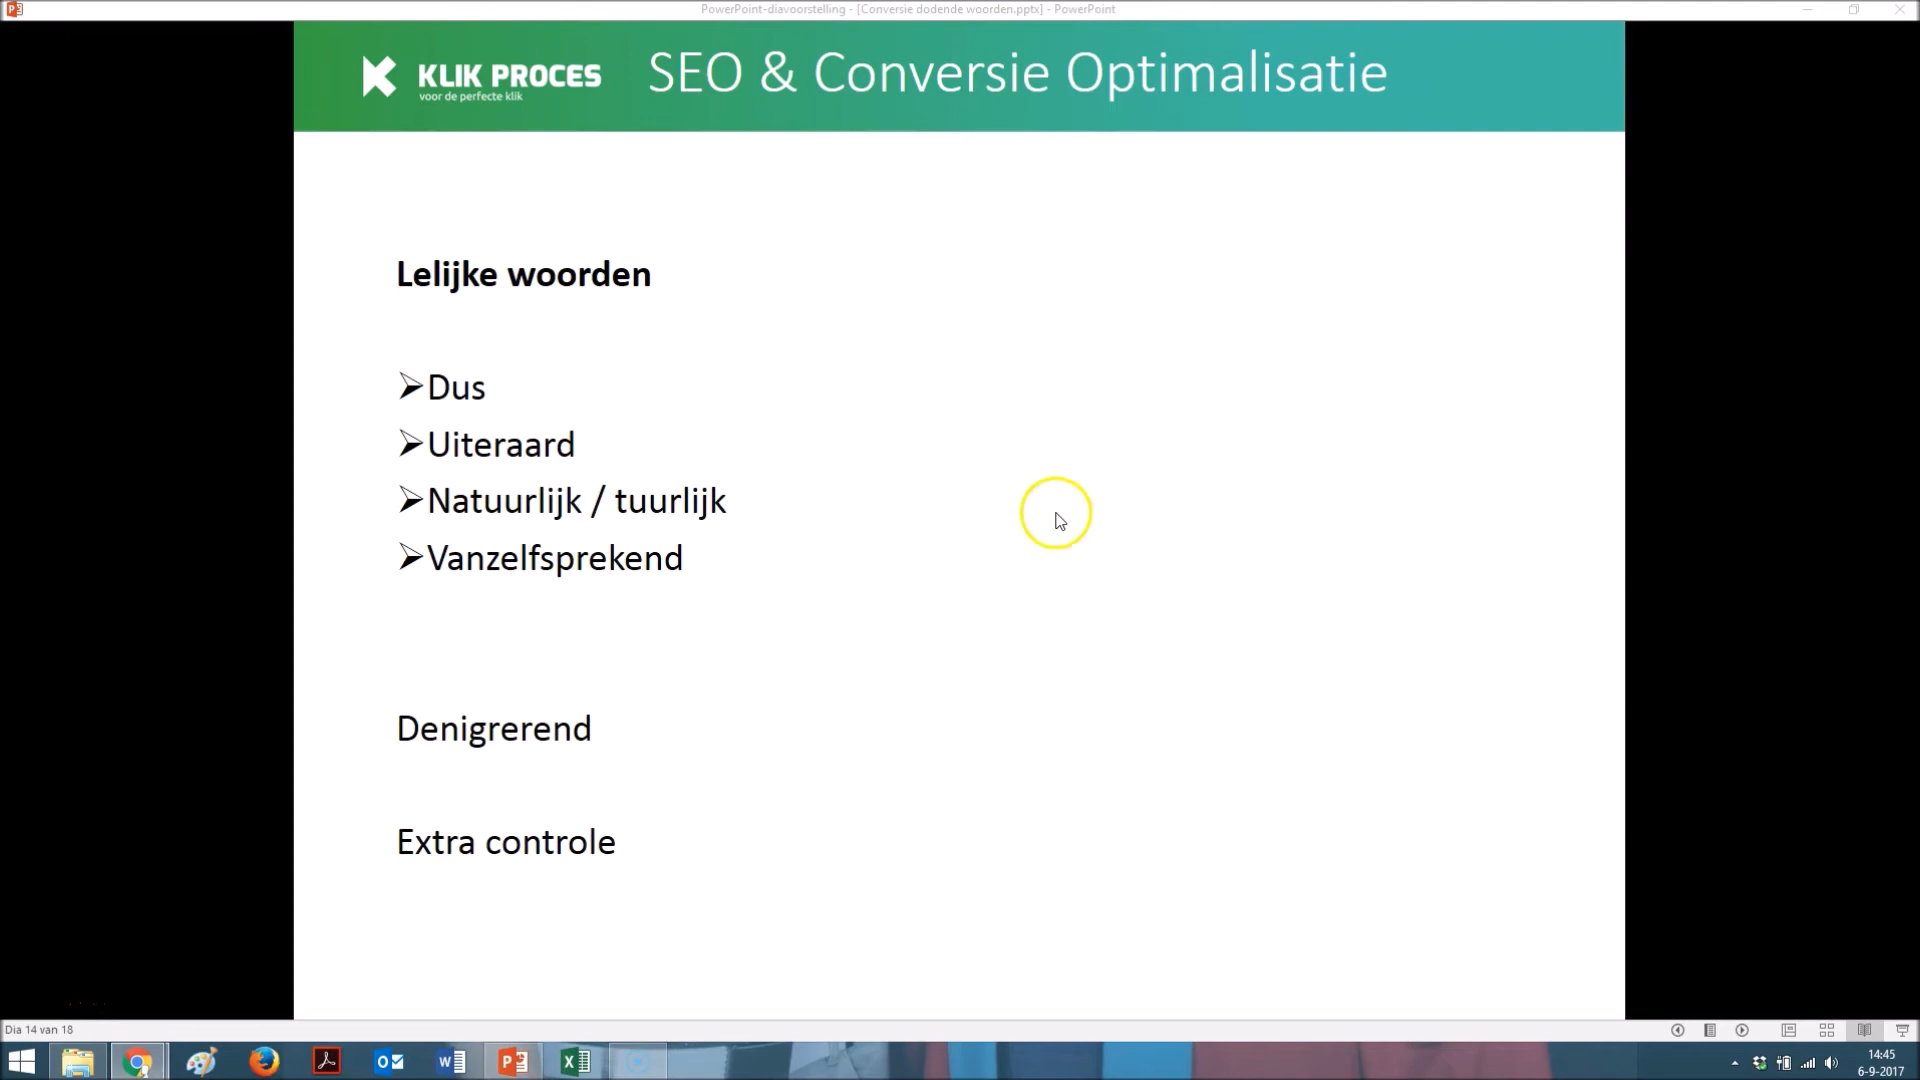 PowerPoint-diavoorstelling - [Conversie dodende woorden.pptx] - PowerPoint
KLIK PROCES
voor de perfecte klik
SEO & Conversie Optimalisatie
Lelijke woorden
Dus
Uiteraard
Natuurlijk / tuurlijk
Vanzelfsprekend
Denigrerend
Extra controle
Dia 14 van 18
14:45
6-9-2017